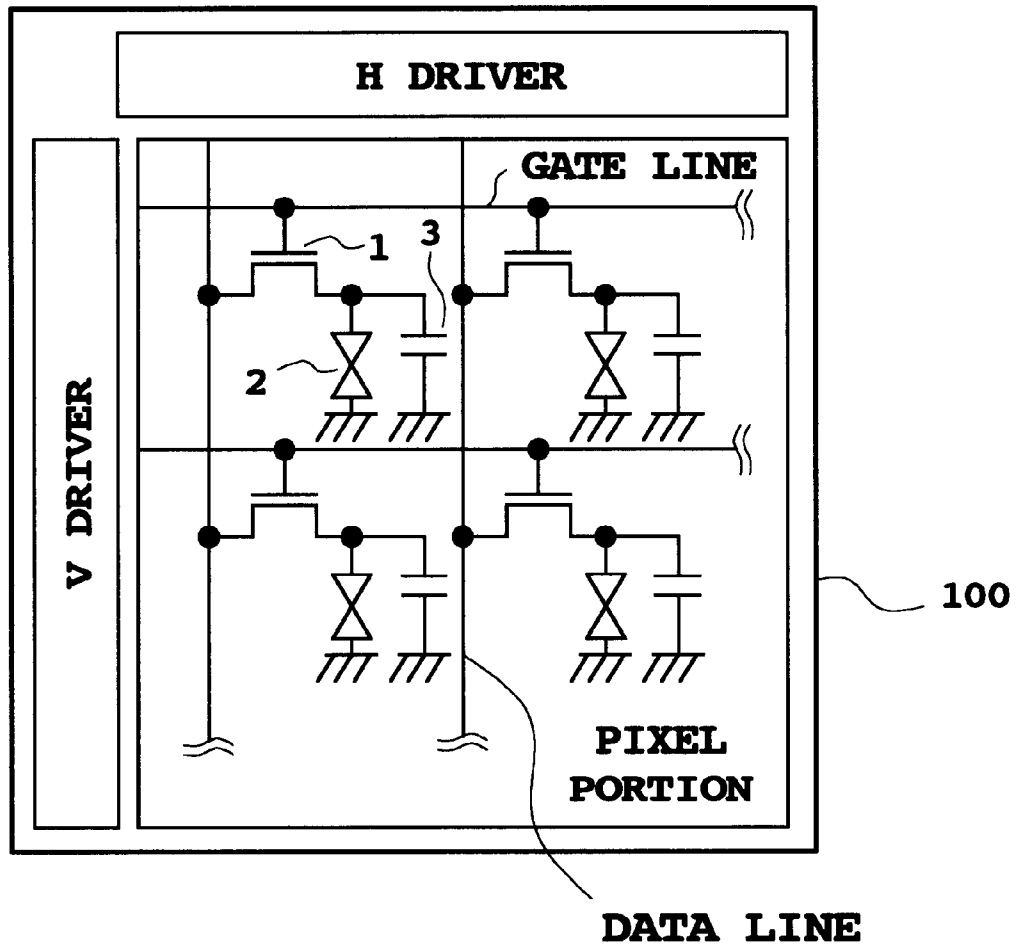 H DRIVER
GATE LINE
1
3
2
V DRIVER
100
PIXEL
PORTION
DATA LINE